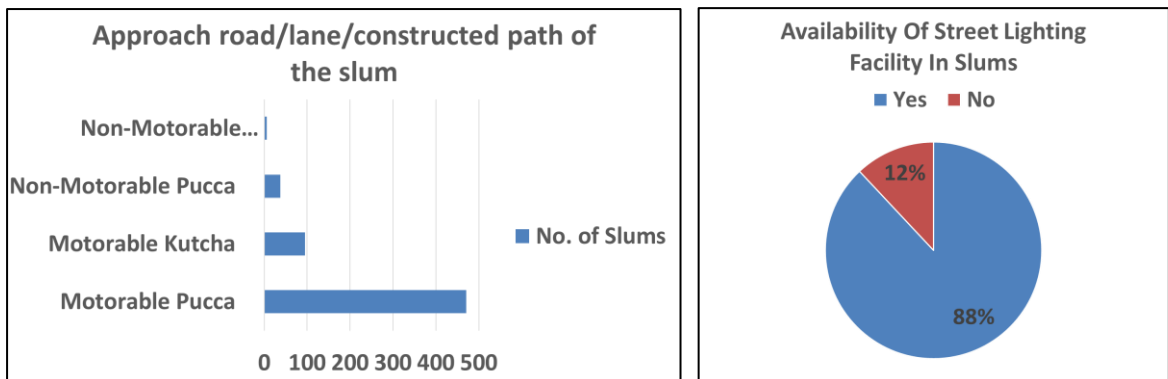 Approach road/lane/constructed path of
the slum
Non-Motorable...
Non-Motorable Pucca
Motorable Kutcha
Motorable Pucca
0 100 200 300 400 500
No. of Slums
Availability Of Street Lighting
Facility In Slums
Yes No
12%
88%